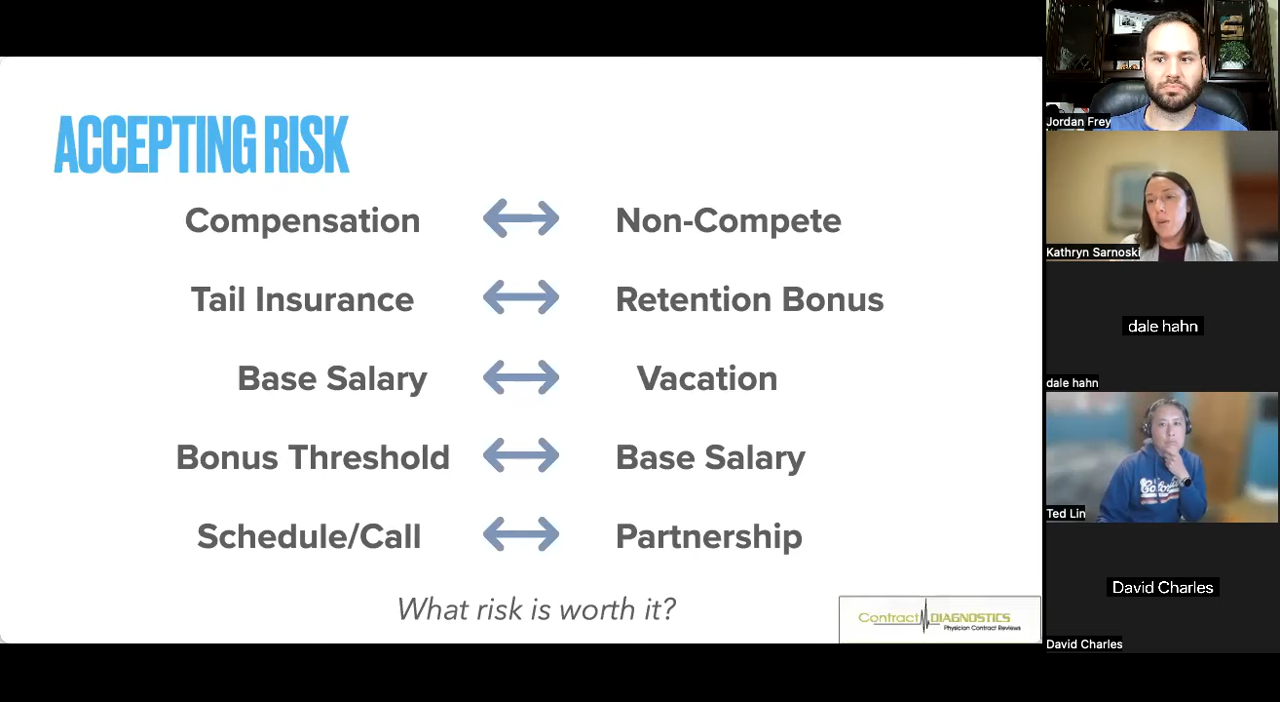 ACCEPTING RISK
Compensation ↔ Non-Compete
Tail Insurance ↔ Retention Bonus
Base Salary ↔ Vacation
Bonus Threshold ↔ Base Salary
Schedule/Call ↔ Partnership
What risk is worth it?
ContractDIAGNOSTICS
Physician Contract Reviews
Jordan Frey
Kathryn Sarnoski
dale hahn
dale hahn
Ted Lin
David Charles
David Charles